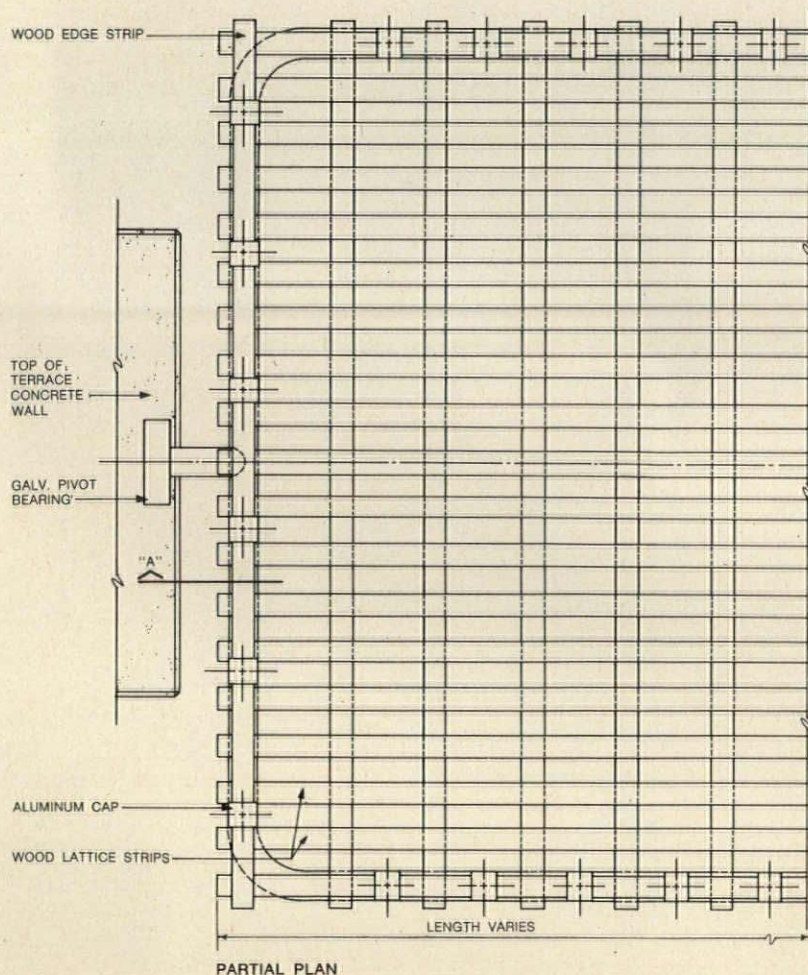 WOOD EDGE STRIP
TOP OF
TERRACE
CONCRETE
WALL
GALV. PIVOT
BEARING
"A"
ALUMINUM CAP
WOOD LATTICE STRIPS
LENGTH VARIES
PARTIAL PLAN